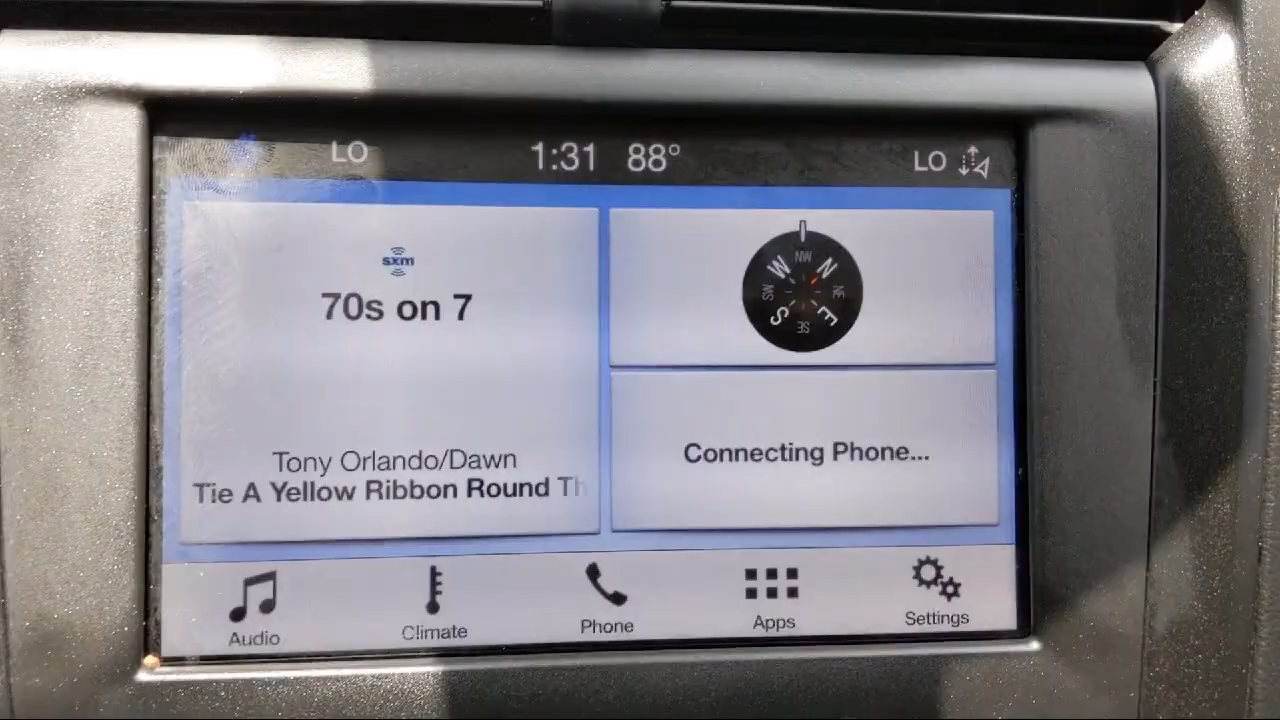 LO 1:31 88° LO
sxm
70s on 7
Tony Orlando/Dawn
Tie A Yellow Ribbon Round Th
NW
W N
SW NE
S E
SE
Connecting Phone...
Audio Climate Phone Apps Settings